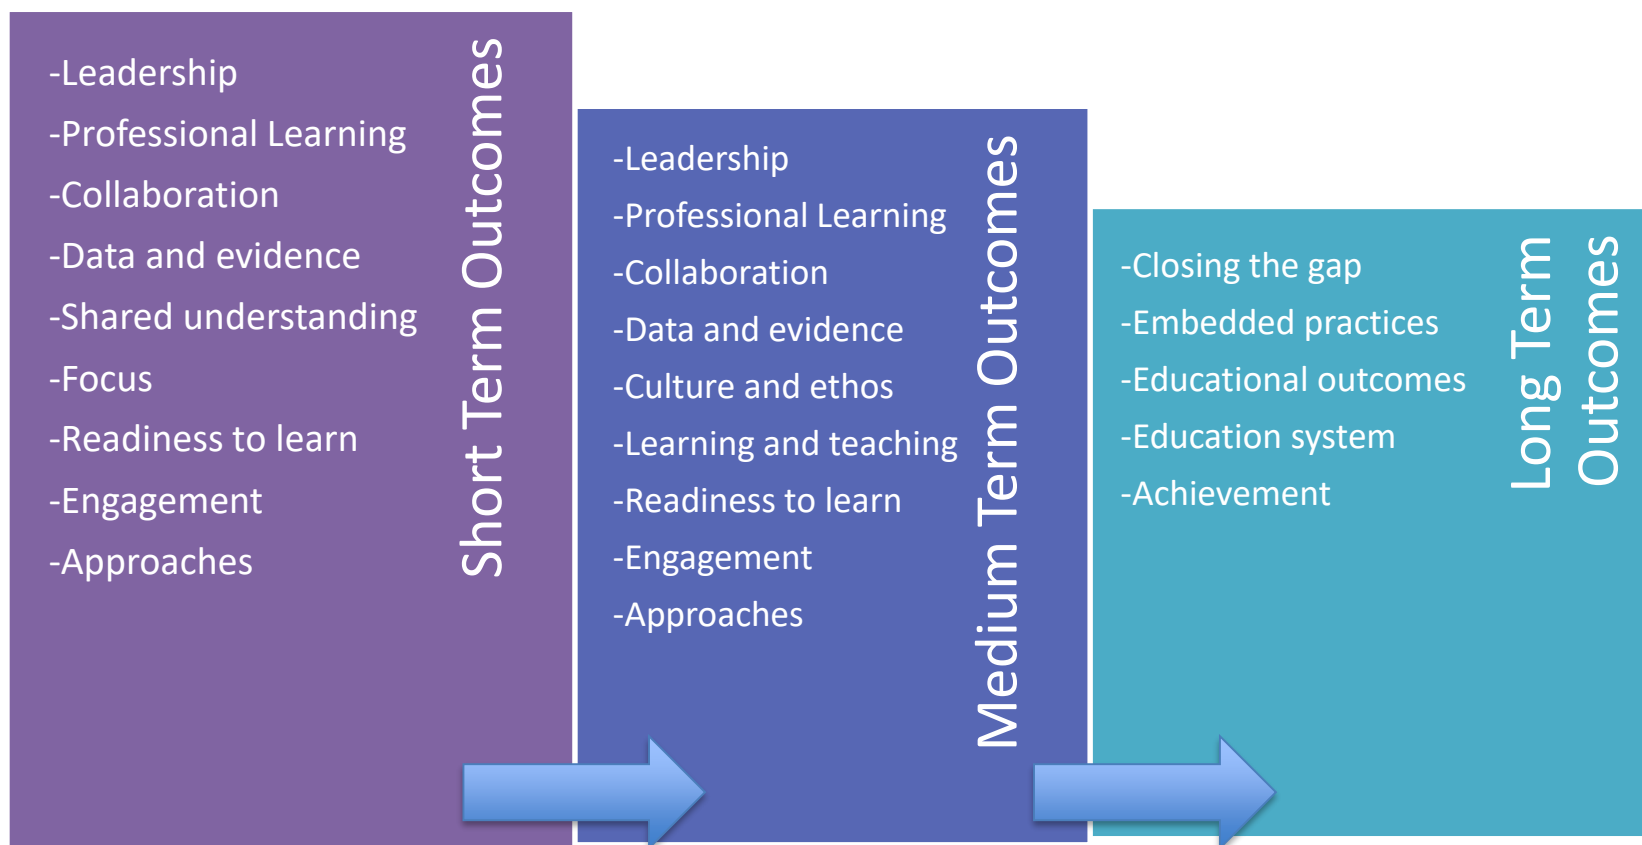 -Leadership
-Professional Learning
-Collaboration
-Data and evidence
-Shared understanding
-Focus
-Readiness to learn
-Engagement
-Approaches
Short Term Outcomes
-Leadership
-Professional Learning
-Collaboration
-Data and evidence
-Culture and ethos
-Learning and teaching
-Readiness to learn
-Engagement
-Approaches
Medium Term Outcomes
-Closing the gap
-Embedded practices
-Educational outcomes
-Education system
-Achievement
Long Term
Outcomes